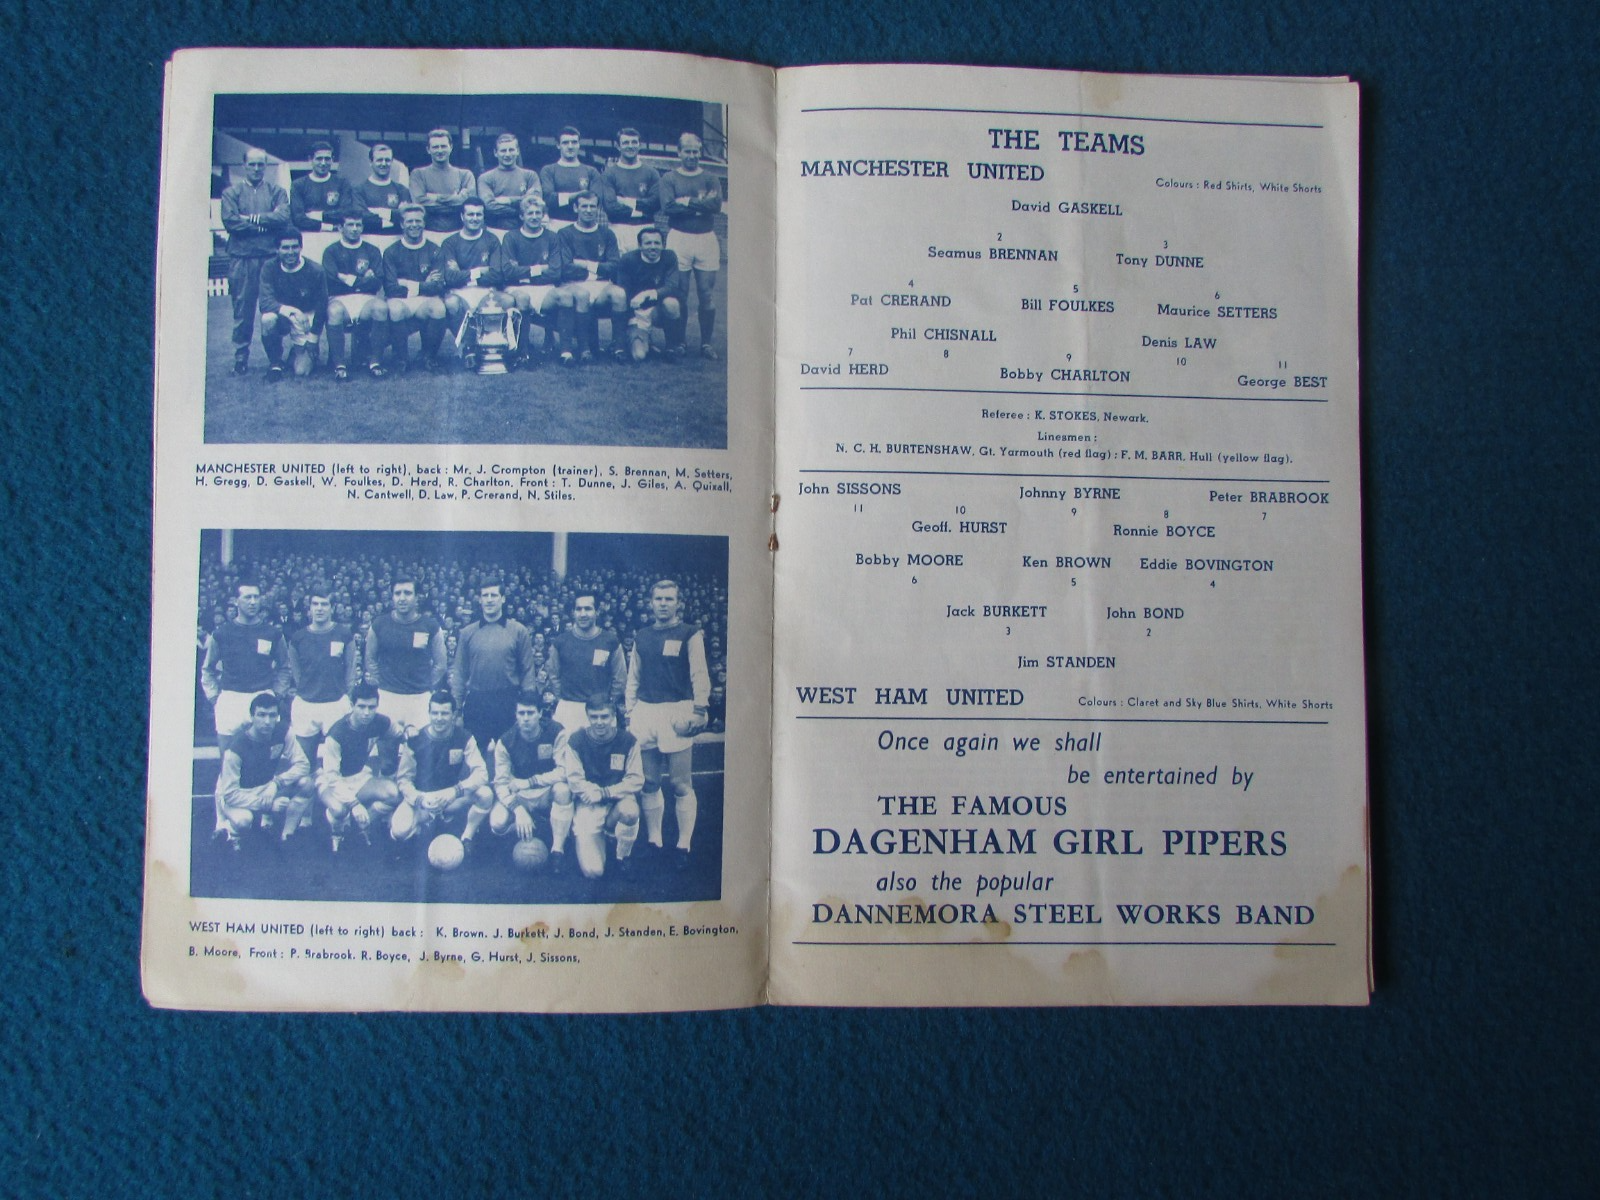 MANCHESTER UNITED (left to right), back : Mr. J. Crompton (trainer), S. Brennan, M. Setters,
H. Gregg, D. Gaskell, W. Foulkes, D. Herd, R. Charlton. Front : T. Dunne, J. Giles, A. Quixall,
N. Cantwell, D. Law, P. Crerand, N. Stiles.
WEST HAM UNITED (left to right) back : K. Brown. J. Burkett, J. Bond, J. Standen, E. Bovington,
B. Moore, Front : P. Brabrook. R. Boyce, J. Byrne, G. Hurst, J. Sissons,
THE TEAMS
MANCHESTER UNITED
Colours : Red Shirts, White Shorts
David GASKELL
2 3
Seamus BRENNAN Tony DUNNE
4 5 6
Pat CRERAND Bill FOULKES Maurice SETTERS
Phil CHISNALL Denis LAW
7 8 9 10 11
David HERD Bobby CHARLTON George BEST
Referee : K. STOKES, Newark.
Linesmen :
N. C. H. BURTENSHAW, Gt. Yarmouth (red flag) : F. M. BARR, Hull (yellow flag).
John SISSONS Johnny BYRNE Peter BRABROOK
11 10 9 8 7
Geoff. HURST Ronnie BOYCE
Bobby MOORE Ken BROWN Eddie BOVINGTON
6 5 4
Jack BURKETT John BOND
3 2
Jim STANDEN
WEST HAM UNITED Colours : Claret and Sky Blue Shirts, White Shorts
Once again we shall
be entertained by
THE FAMOUS
DAGENHAM GIRL PIPERS
also the popular
DANNEMORA STEEL WORKS BAND